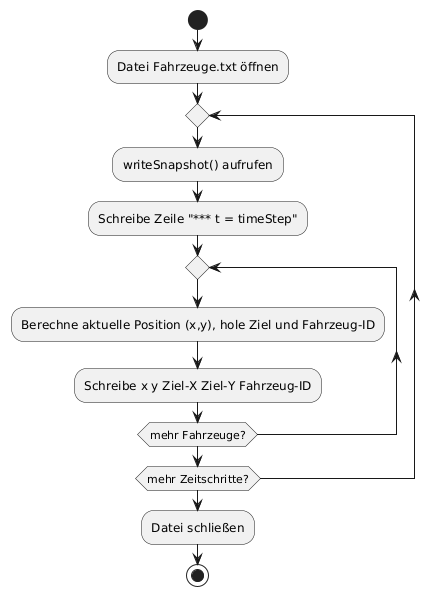 Datei Fahrzeuge.txt öffnen
writeSnapshot() aufrufen
Schreibe Zeile "*** t = timeStep"
Berechne aktuelle Position (x,y), hole Ziel und Fahrzeug-ID
Schreibe x y Ziel-X Ziel-Y Fahrzeug-ID
mehr Fahrzeuge?
mehr Zeitschritte?
Datei schließen